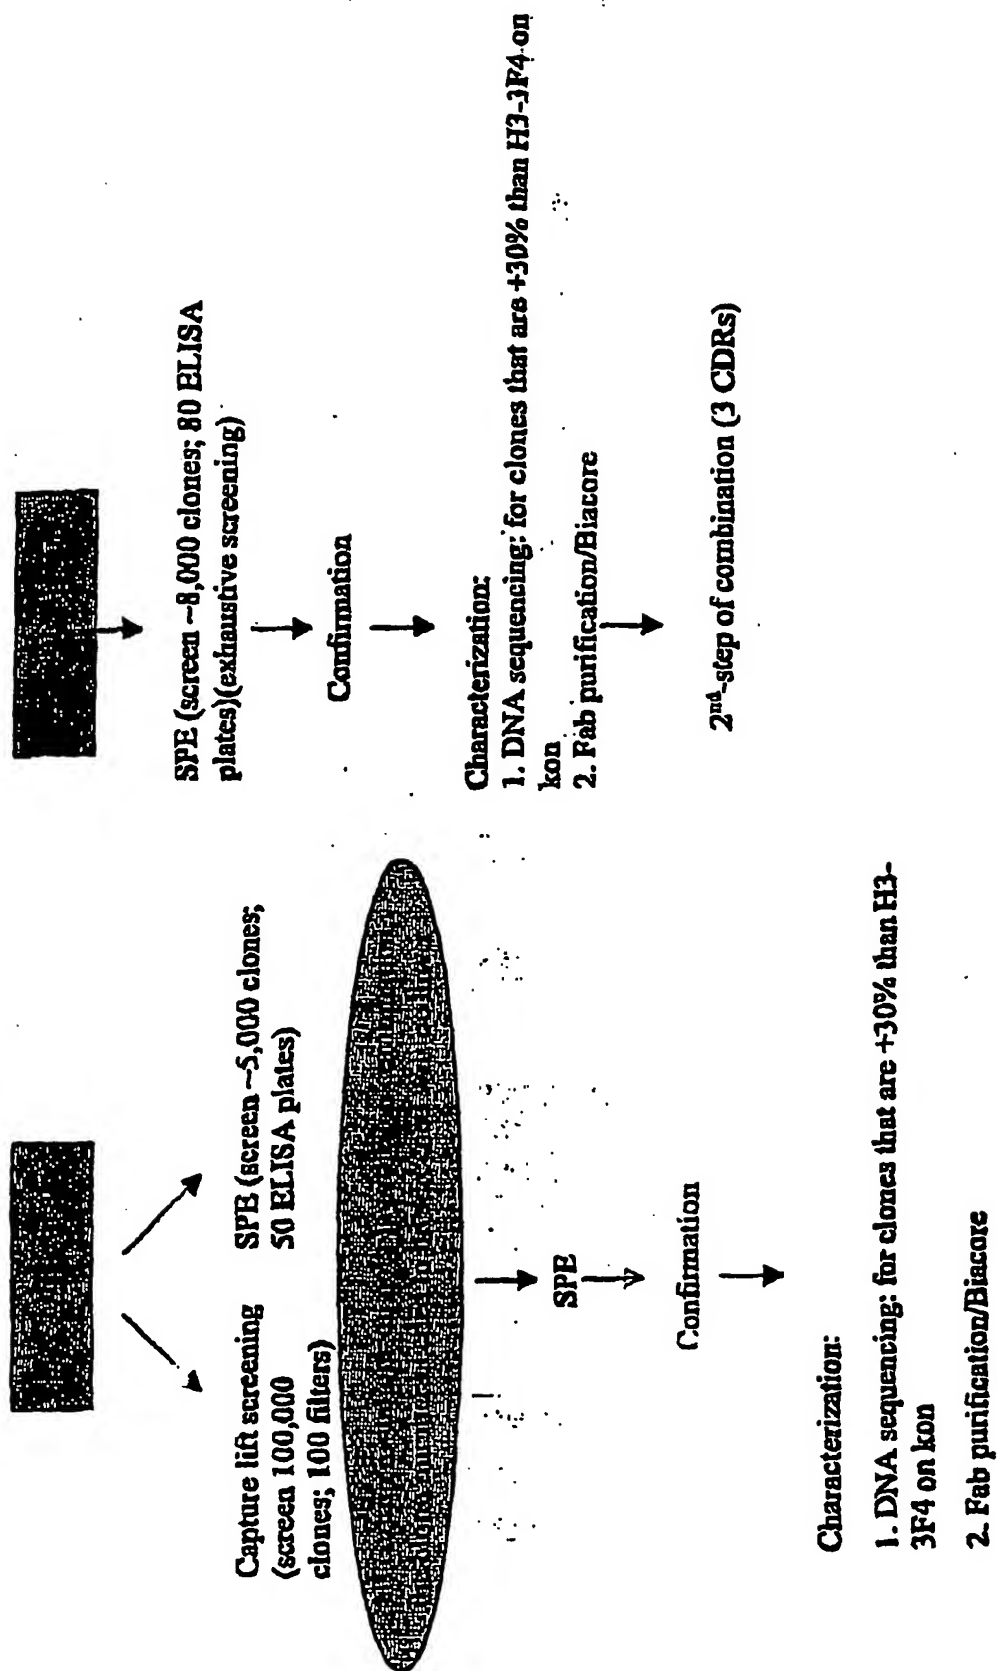 Capture lift screening
(screen 100,000
clones; 100 filters)
SPE (screen ~5,000 clones;
50 ELISA plates)
SPE
Confirmation
Characterization:
1. DNA sequencing: for clones that are +30% than H3-
3F4 on kon
2. Fab purification/Biacore
SPE (screen ~8,000 clones; 80 ELISA
plates)(exhaustive screening)
Confirmation
Characterization:
1. DNA sequencing: for clones that are +30% than H3-3F4 on
kon
2. Fab purification/Biacore
2nd-step of combination (3 CDRs)